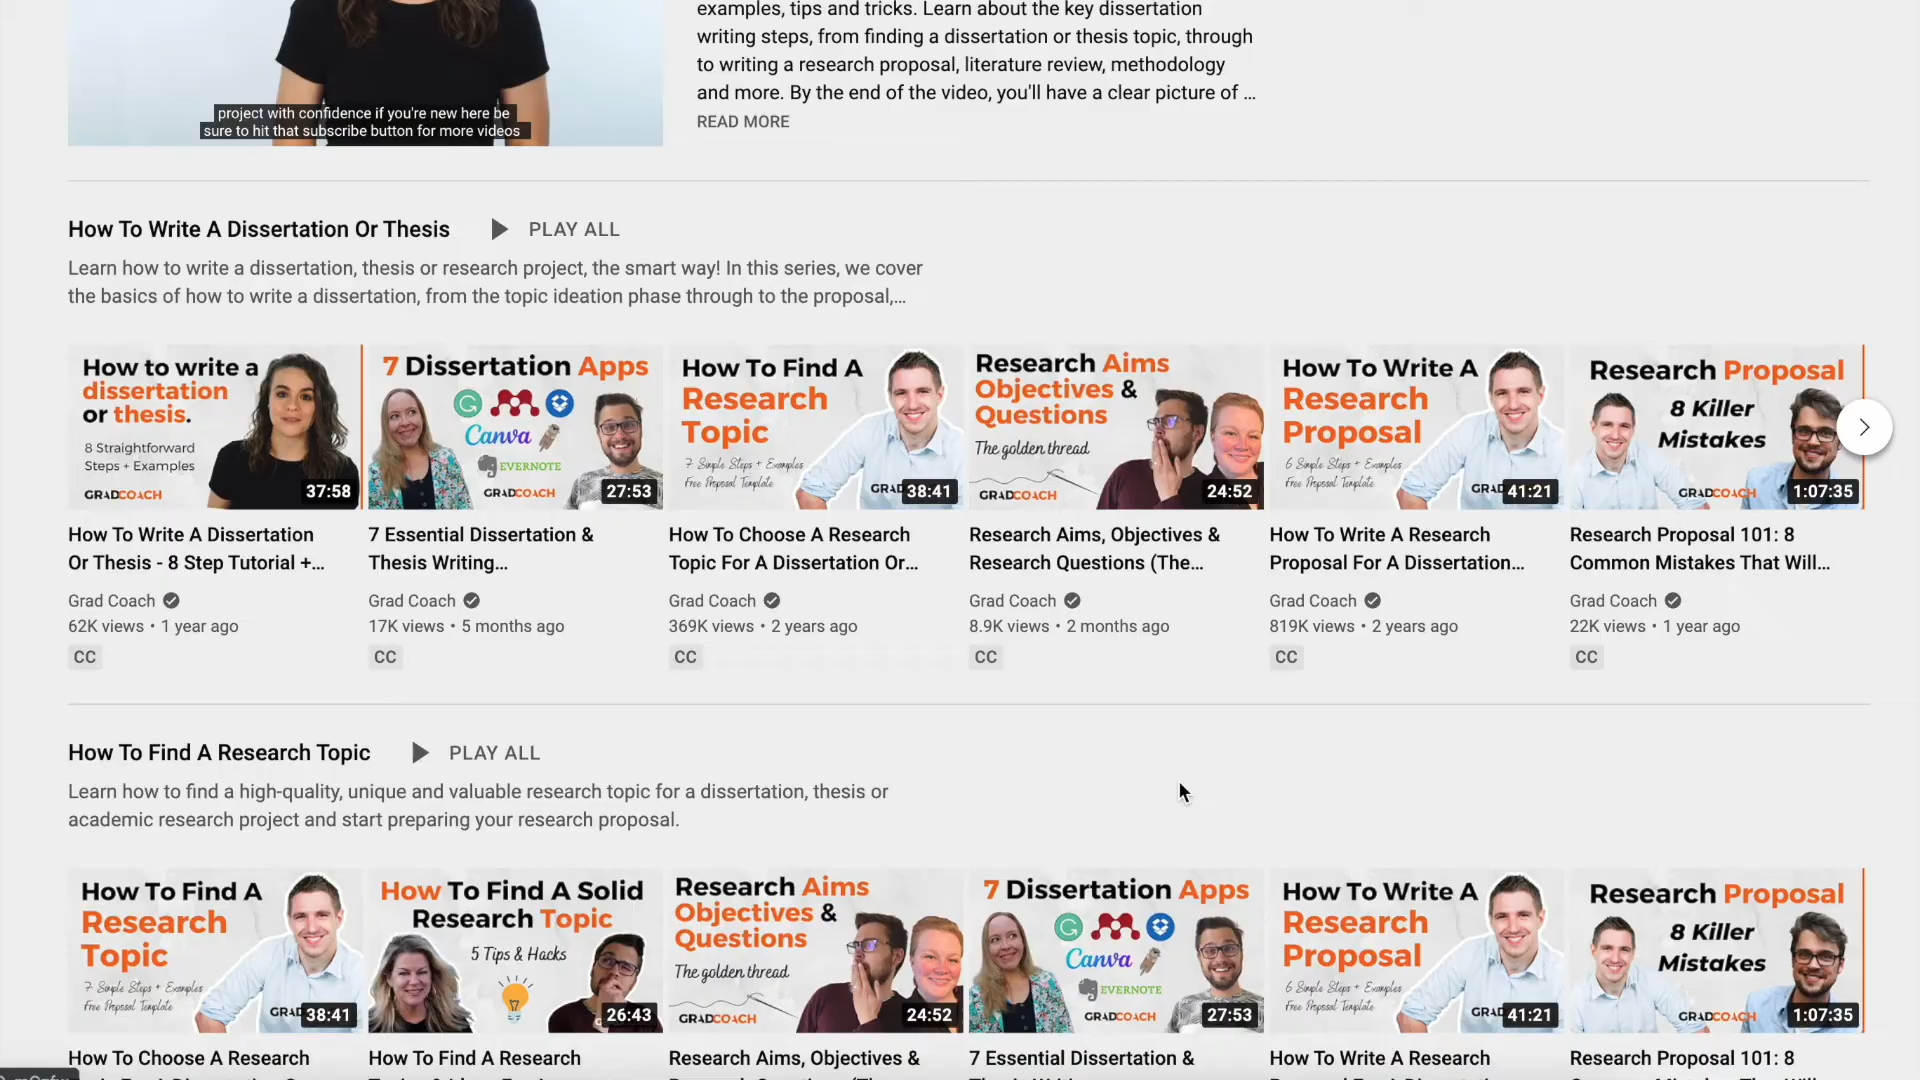 examples, tips and tricks. Learn about the key dissertation
writing steps, from finding a dissertation or thesis topic, through
to writing a research proposal, literature review, methodology
and more. By the end of the video, you'll have a clear picture of ...
READ MORE
project with confidence if you're new here be
sure to hit that subscribe button for more videos
How To Write A Dissertation Or Thesis
PLAY ALL
Learn how to write a dissertation, thesis or research project, the smart way! In this series, we cover
the basics of how to write a dissertation, from the topic ideation phase through to the proposal,...
How to write a
dissertation
or thesis.
8 Straightforward
Steps + Examples
GRADCOACH
37:58
7 Dissertation Apps
Canva
EVERNOTE
GRADCOACH
27:53
How To Find A
Research
Topic
7 Simple Steps + Examples
Free Proposal Template
GRAD
38:41
Research Aims
Objectives &
Questions
The golden thread
GRADCOACH
24:52
How To Write A
Research
Proposal
6 Simple Steps + Examples
Free Proposal Template
GRAD
41:21
Research Proposal
8 Killer
Mistakes
GRADCOACH
1:07:35
How To Write A Dissertation
Or Thesis - 8 Step Tutorial +...
Grad Coach
62K views • 1 year ago
CC
7 Essential Dissertation &
Thesis Writing...
Grad Coach
17K views • 5 months ago
CC
How To Choose A Research
Topic For A Dissertation Or...
Grad Coach
369K views • 2 years ago
CC
Research Aims, Objectives &
Research Questions (The...
Grad Coach
8.9K views • 2 months ago
CC
How To Write A Research
Proposal For A Dissertation...
Grad Coach
819K views • 2 years ago
CC
Research Proposal 101: 8
Common Mistakes That Will...
Grad Coach
22K views • 1 year ago
CC
How To Find A Research Topic
PLAY ALL
Learn how to find a high-quality, unique and valuable research topic for a dissertation, thesis or
academic research project and start preparing your research proposal.
How To Find A
Research
Topic
7 Simple Steps + Examples
Free Proposal Template
GRAD
38:41
How To Find A Solid
Research Topic
5 Tips & Hacks
26:43
Research Aims
Objectives &
Questions
The golden thread
GRADCOACH
24:52
7 Dissertation Apps
Canva
EVERNOTE
GRADCOACH
27:53
How To Write A
Research
Proposal
6 Simple Steps + Examples
Free Proposal Template
GRAD
41:21
Research Proposal
8 Killer
Mistakes
GRADCOACH
1:07:35
How To Choose A Research
How To Find A Research
Research Aims, Objectives &
7 Essential Dissertation &
How To Write A Research
Research Proposal 101: 8